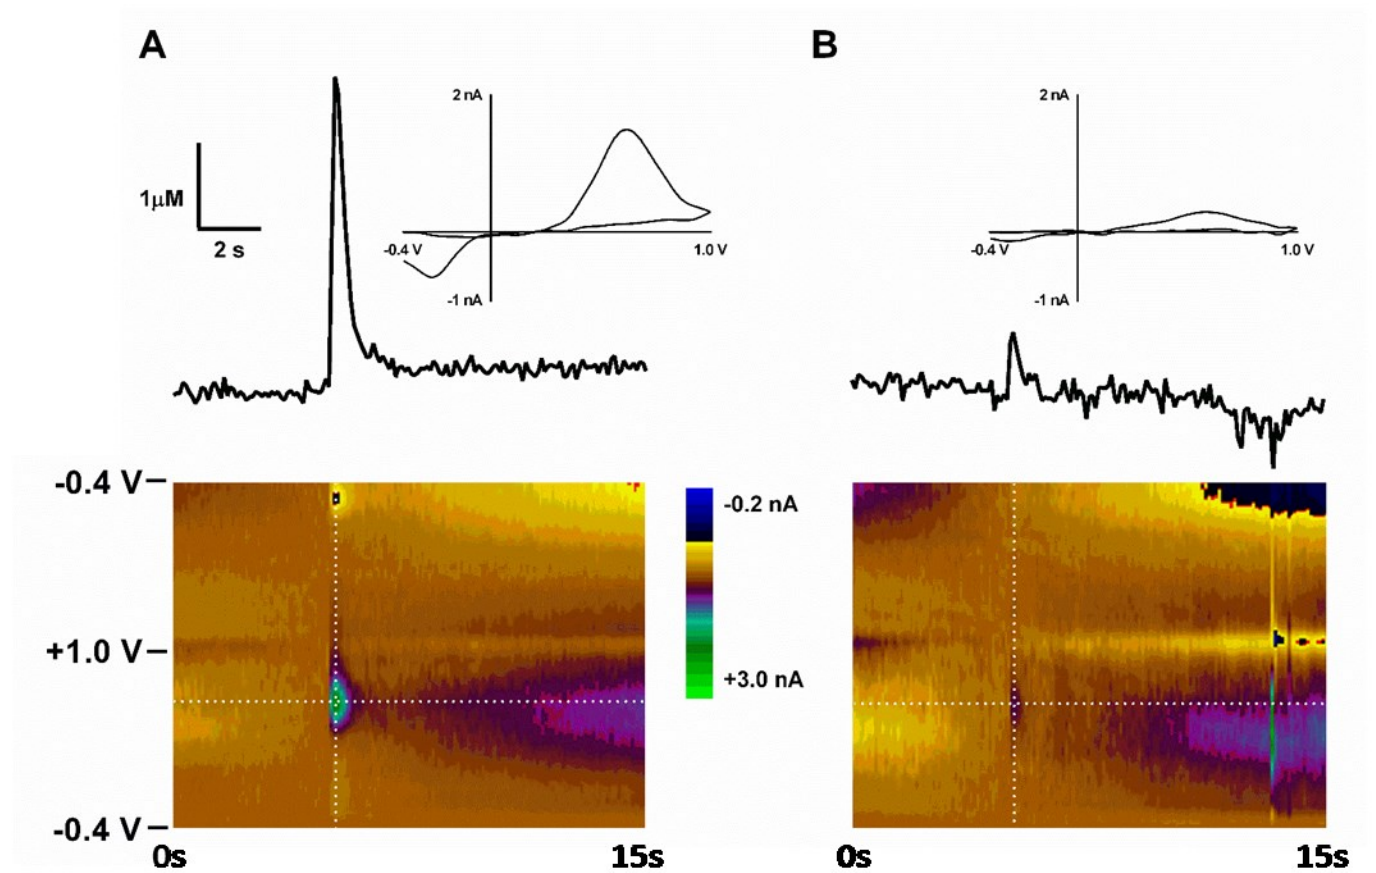 A
B
2 nA
2 nA
1μM
2 s
-0.4 V
1.0 V
-0.4 V
1.0 V
-1 nA
-1 nA
-0.4 V
-0.2 nA
+1.0 V
+3.0 nA
-0.4 V
0s
15s
0s
15s